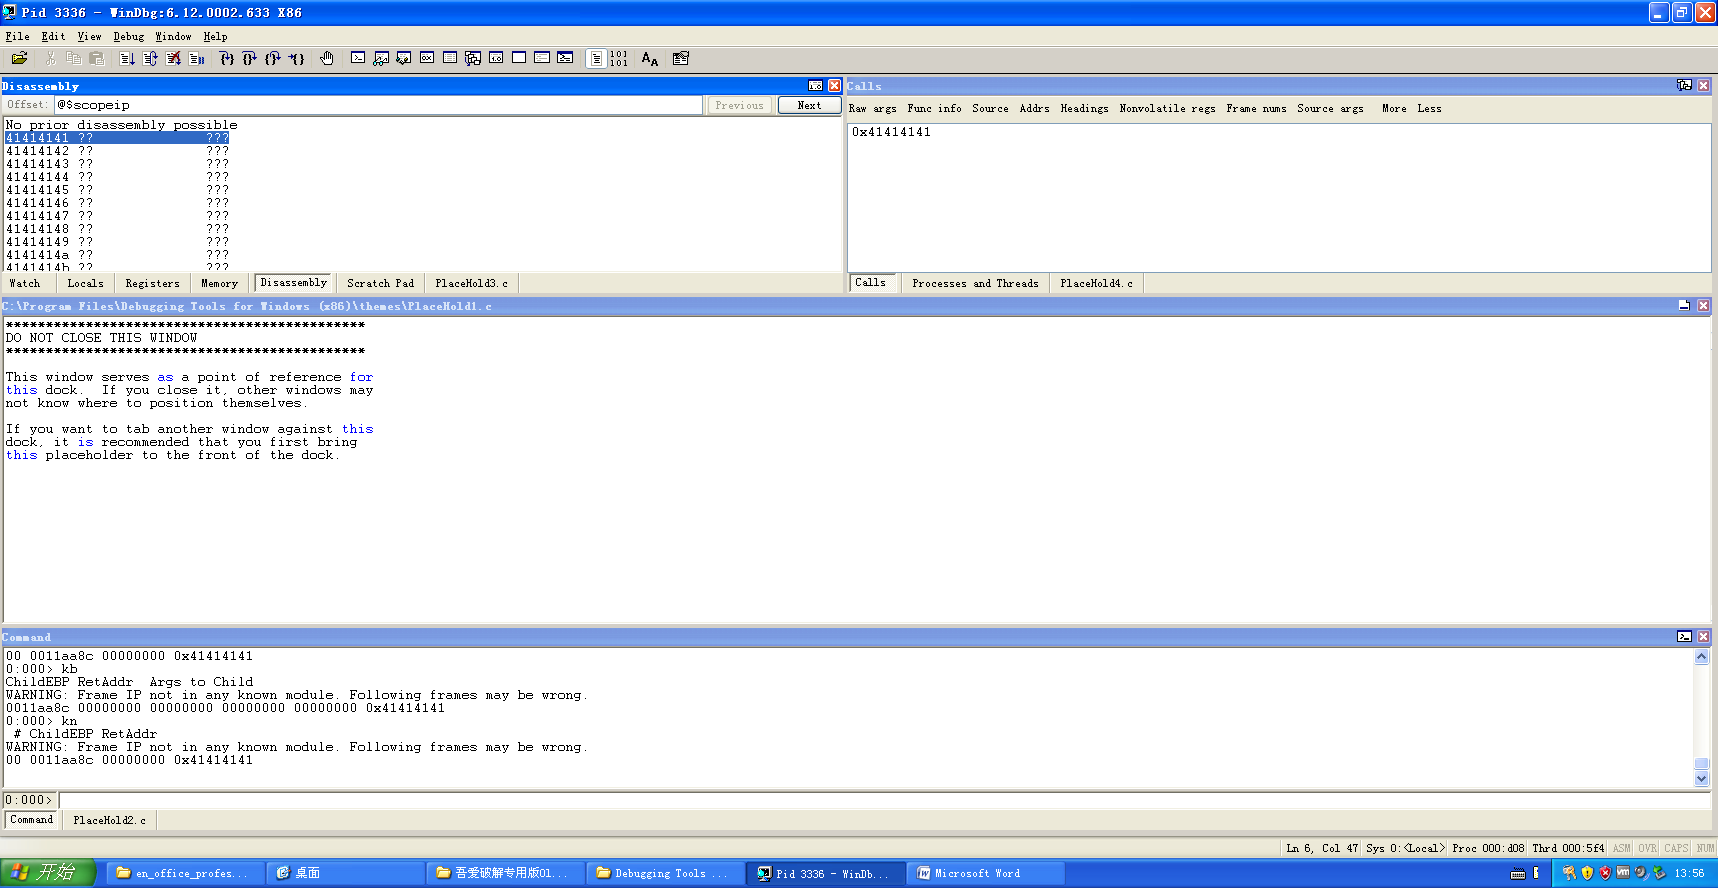 Pid 3336 - WinDbg:6.12.0002.633 X86
File Edit View Debug Window Help
Disassembly
Offset: @$scopeip Previous Next
No prior disassembly possible
41414141 ?? ???
41414142 ?? ???
41414143 ?? ???
41414144 ?? ???
41414145 ?? ???
41414146 ?? ???
41414147 ?? ???
41414148 ?? ???
41414149 ?? ???
4141414a ?? ???
4141414b ?? ???
Watch Locals Registers Memory Disassembly Scratch Pad PlaceHold3.c
Calls
Raw args Func info Source Addrs Headings Nonvolatile regs Frame nums Source args More Less
0x41414141
Calls Processes and Threads PlaceHold4.c
C:\Program Files\Debugging Tools for Windows (x86)\themes\PlaceHold1.c
*********************************************
DO NOT CLOSE THIS WINDOW
*********************************************
This window serves as a point of reference for
this dock.  If you close it, other windows may
not know where to position themselves.
If you want to tab another window against this
dock, it is recommended that you first bring
this placeholder to the front of the dock.
Command
00 0011aa8c 00000000 0x41414141
0:000> kb
ChildEBP RetAddr  Args to Child
WARNING: Frame IP not in any known module. Following frames may be wrong.
0011aa8c 00000000 00000000 00000000 00000000 0x41414141
0:000> kn
 # ChildEBP RetAddr
WARNING: Frame IP not in any known module. Following frames may be wrong.
00 0011aa8c 00000000 0x41414141
0:000>
Command PlaceHold2.c
Ln 6, Col 47 Sys 0:<Local> Proc 000:d08 Thrd 000:5f4 ASM OVR CAPS NUM
开始 en_office_profes... 桌面 吾爱破解专用版01... Debugging Tools ... Pid 3336 - WinDb... Microsoft Word 13:56